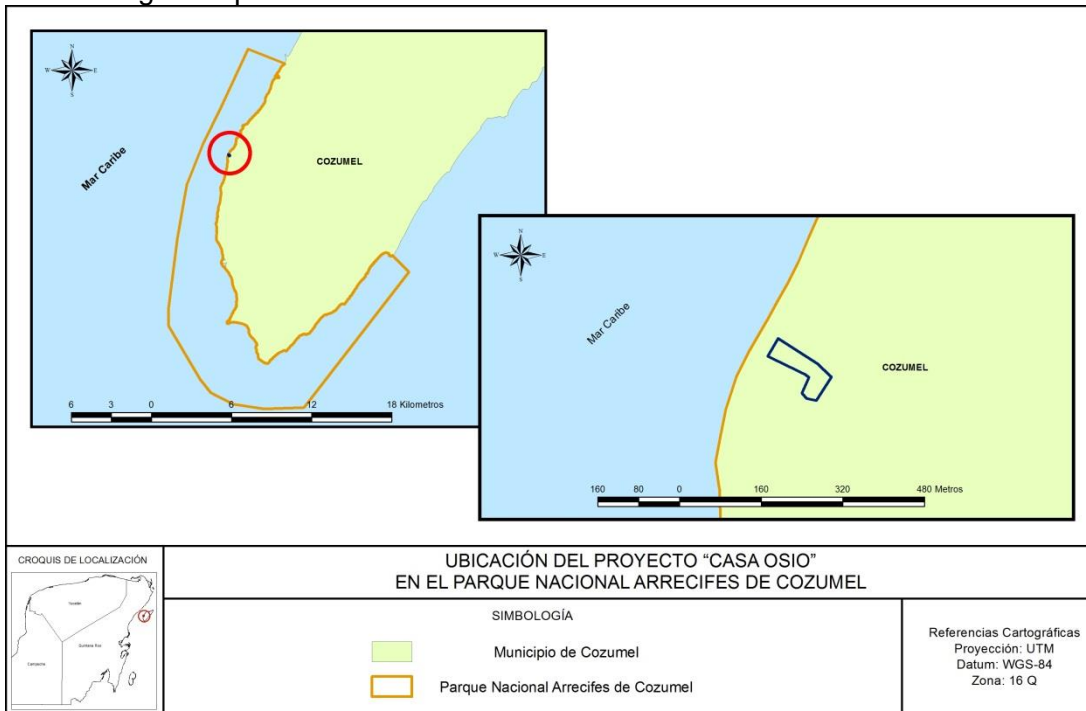 N
W E
S
Mar Caribe
COZUMEL
6 3 0 6 12 18 Kilometros
N
W E
S
Mar Caribe
COZUMEL
160 80 0 160 320 480 Metros
CROQUIS DE LOCALIZACIÓN
Yucatán
Quintana Roo
Campeche
UBICACIÓN DEL PROYECTO “CASA OSIO”
EN EL PARQUE NACIONAL ARRECIFES DE COZUMEL
SIMBOLOGÍA
Municipio de Cozumel
Parque Nacional Arrecifes de Cozumel
Referencias Cartográficas
Proyección: UTM
Datum: WGS-84
Zona: 16 Q